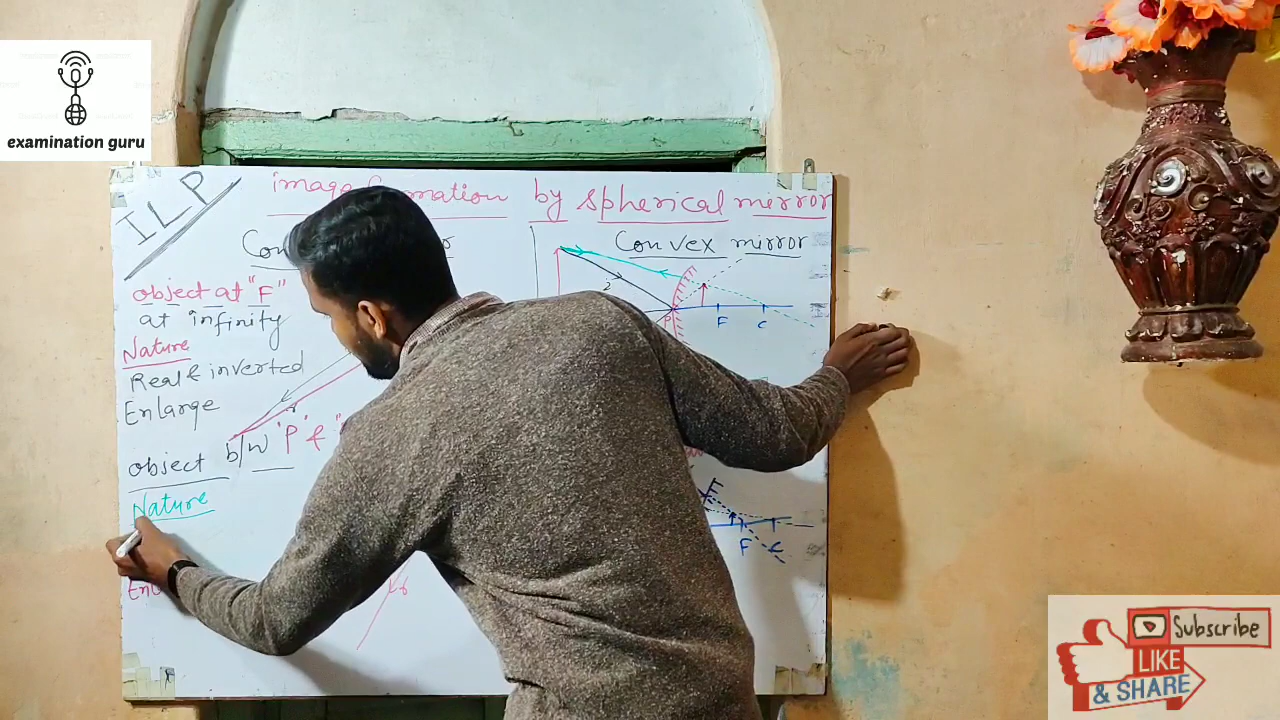 examination guru
ILP
image formation by spherical mirror
Convex mirror
object at "F"
at infinity
Nature
Real & inverted
Enlarge
2
P
F
C
b/w "P" &
object
Nature
F
C
Subscribe
LIKE
& SHARE